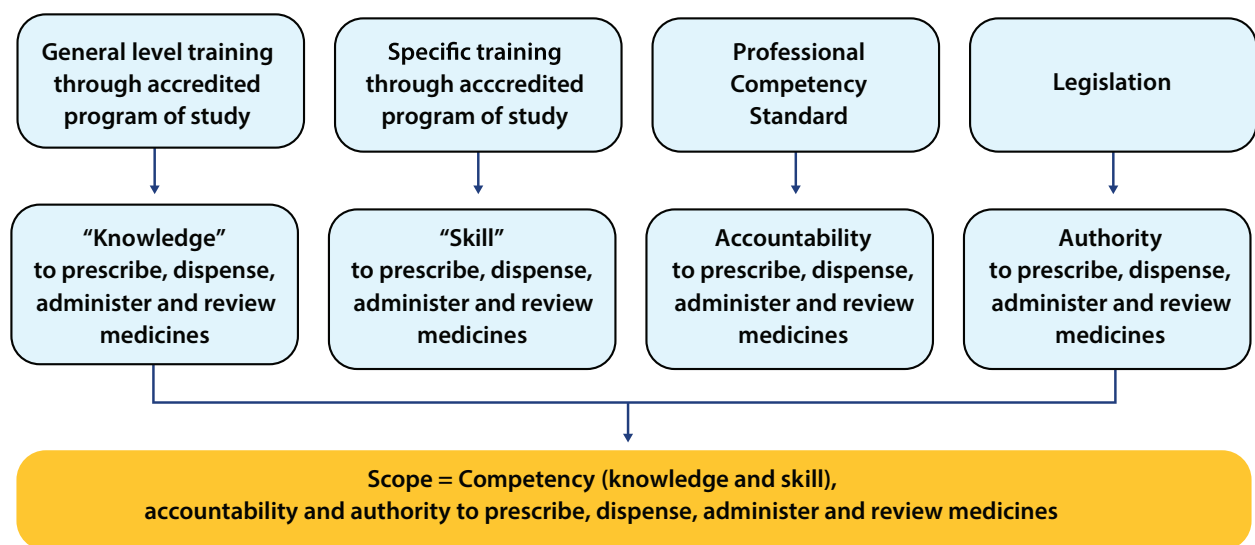 General level training
through accredited
program of study
Specific training
through acccredited
program of study
Professional
Competency
Standard
Legislation
“Knowledge”
to prescribe, dispense,
administer and review
medicines
“Skill”
to prescribe, dispense,
administer and review
medicines
Accountability
to prescribe, dispense,
administer and review
medicines
Authority
to prescribe, dispense,
administer and review
medicines
Scope = Competency (knowledge and skill),
accountability and authority to prescribe, dispense, administer and review medicines